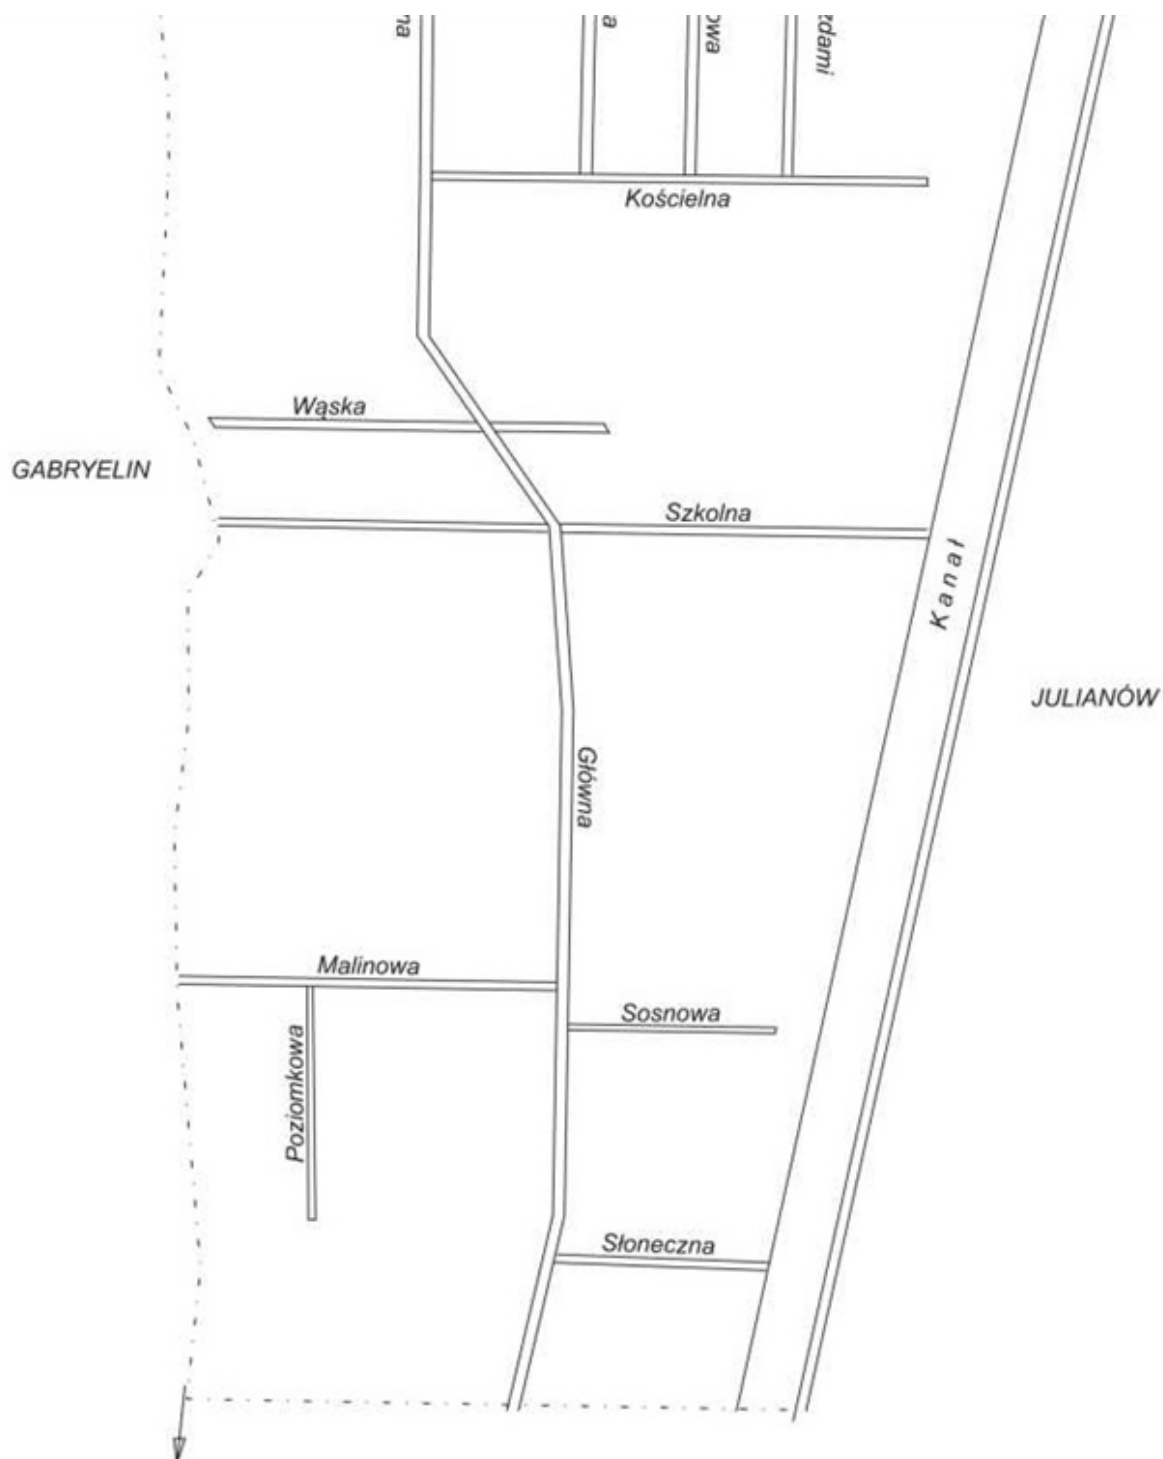 Kościelna
Wąska
GABRYELIN
Szkolna
Kanał
JULIANÓW
Główna
Malinowa
Sosnowa
Poziomkowa
Słoneczna